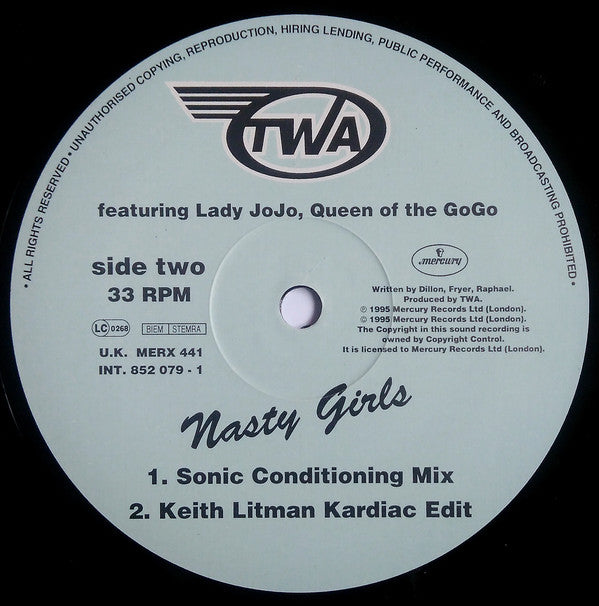 • ALL RIGHTS RESERVED • UNAUTHORISED COPYING, REPRODUCTION, HIRING LENDING, PUBLIC PERFORMANCE AND BROADCASTING PROHIBITED •
TWA
featuring Lady JoJo, Queen of the GoGo
side two
33 RPM
mercury
LC 0268
BIEM STEMRA
U.K. MERX 441
INT. 852 079 - 1
Written by Dillon, Fryer, Raphael.
Produced by TWA.
℗ 1995 Mercury Records Ltd (London).
© 1995 Mercury Records Ltd (London).
The Copyright in this sound recording is
owned by Copyright Control.
It is licensed to Mercury Records Ltd (London).
Nasty Girls
1. Sonic Conditioning Mix
2. Keith Litman Kardiac Edit